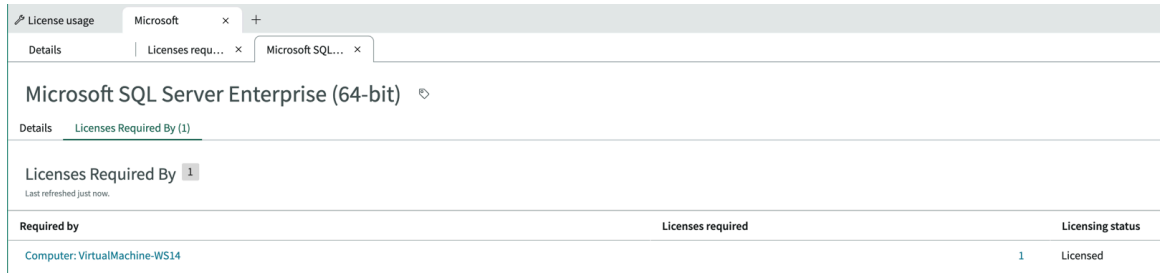 License usage Microsoft × +
Details Licenses requ... × Microsoft SQL... ×
Microsoft SQL Server Enterprise (64-bit)
Details Licenses Required By (1)
Licenses Required By 1
Last refreshed just now.
Required by Licenses required Licensing status
Computer: VirtualMachine-WS14 1 Licensed